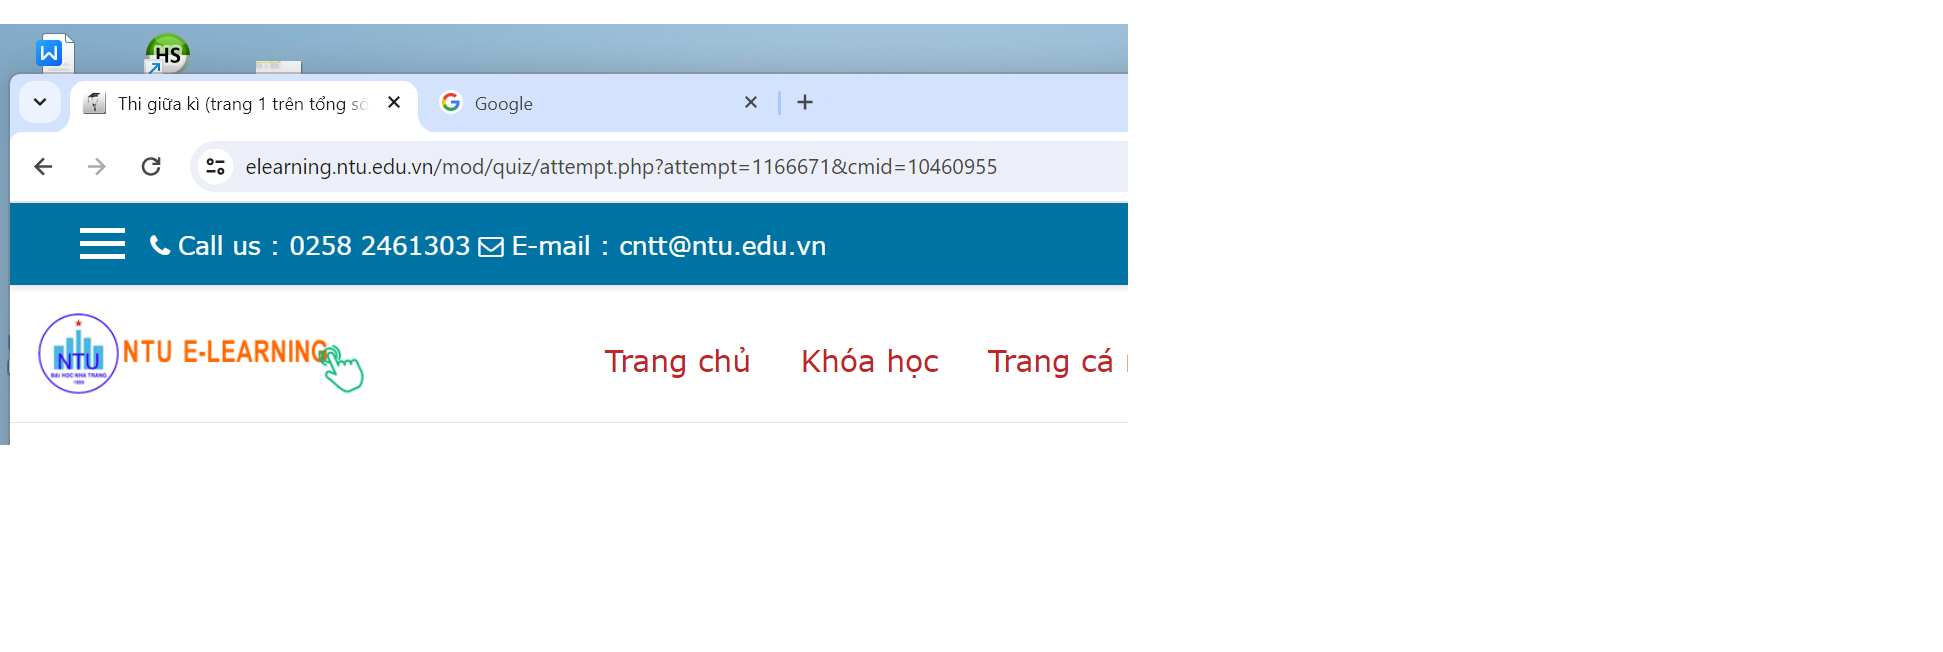 HS
Thi giữa kì (trang 1 trên tổng số
Google
elearning.ntu.edu.vn/mod/quiz/attempt.php?attempt=1166671&cmid=10460955
Call us : 0258 2461303 E-mail : cntt@ntu.edu.vn
NTU
ĐẠI HỌC NHA TRANG
1959
NTU E-LEARNING
Trang chủ Khóa học Trang cá